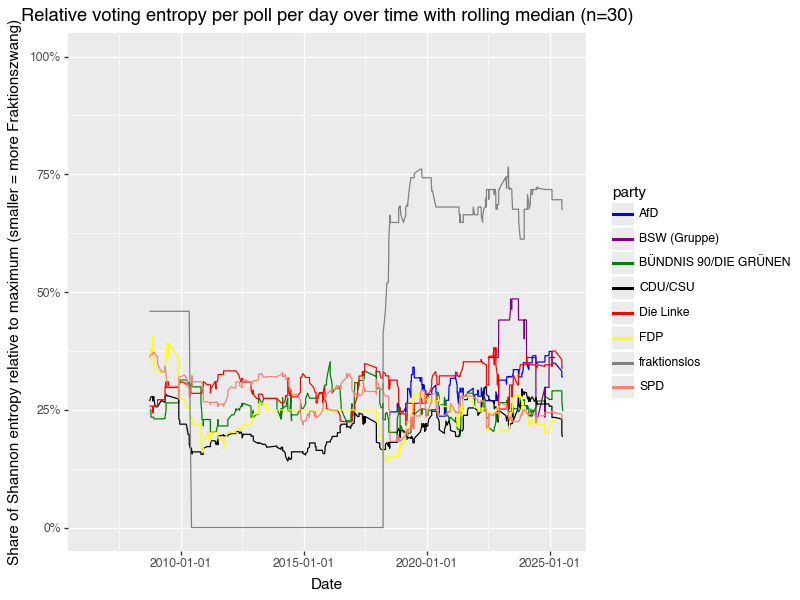 Relative voting entropy per poll per day over time with rolling median (n=30)
Share of Shannon entropy relative to maximum (smaller = more Fraktionszwang)
100%
75%
50%
25%
0%
2010-01-01
2015-01-01
2020-01-01
2025-01-01
Date
party
AfD
BSW (Gruppe)
BÜNDNIS 90/DIE GRÜNEN
CDU/CSU
Die Linke
FDP
fraktionslos
SPD